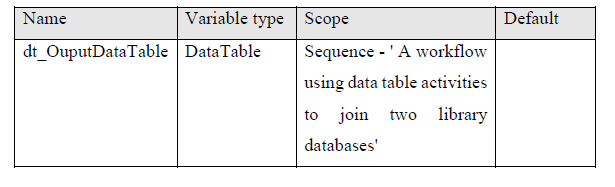 Name Variable type Scope Default
dt_OuputDataTable DataTable Sequence - ' A workflow
using data table activities
to join two library
databases'